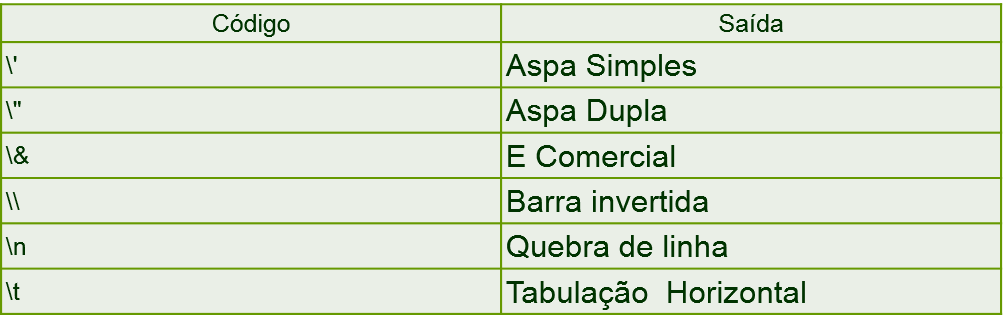 Código Saída
\' Aspa Simples
\" Aspa Dupla
\& E Comercial
\\ Barra invertida
\n Quebra de linha
\t Tabulação  Horizontal